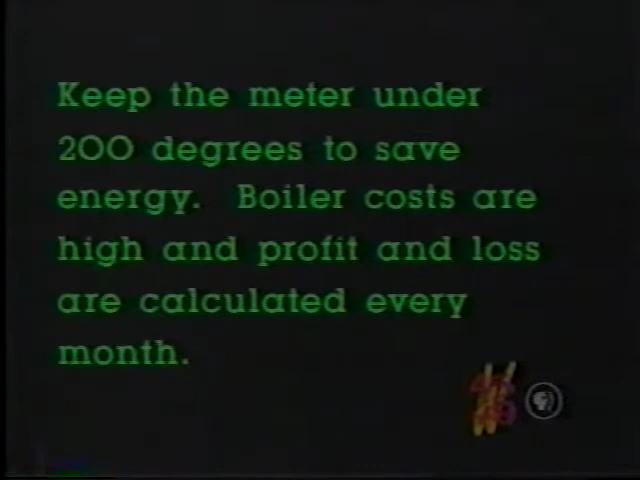 Keep the meter under
200 degrees to save
energy. Boiler costs are
high and profit and loss
are calculated every
month.